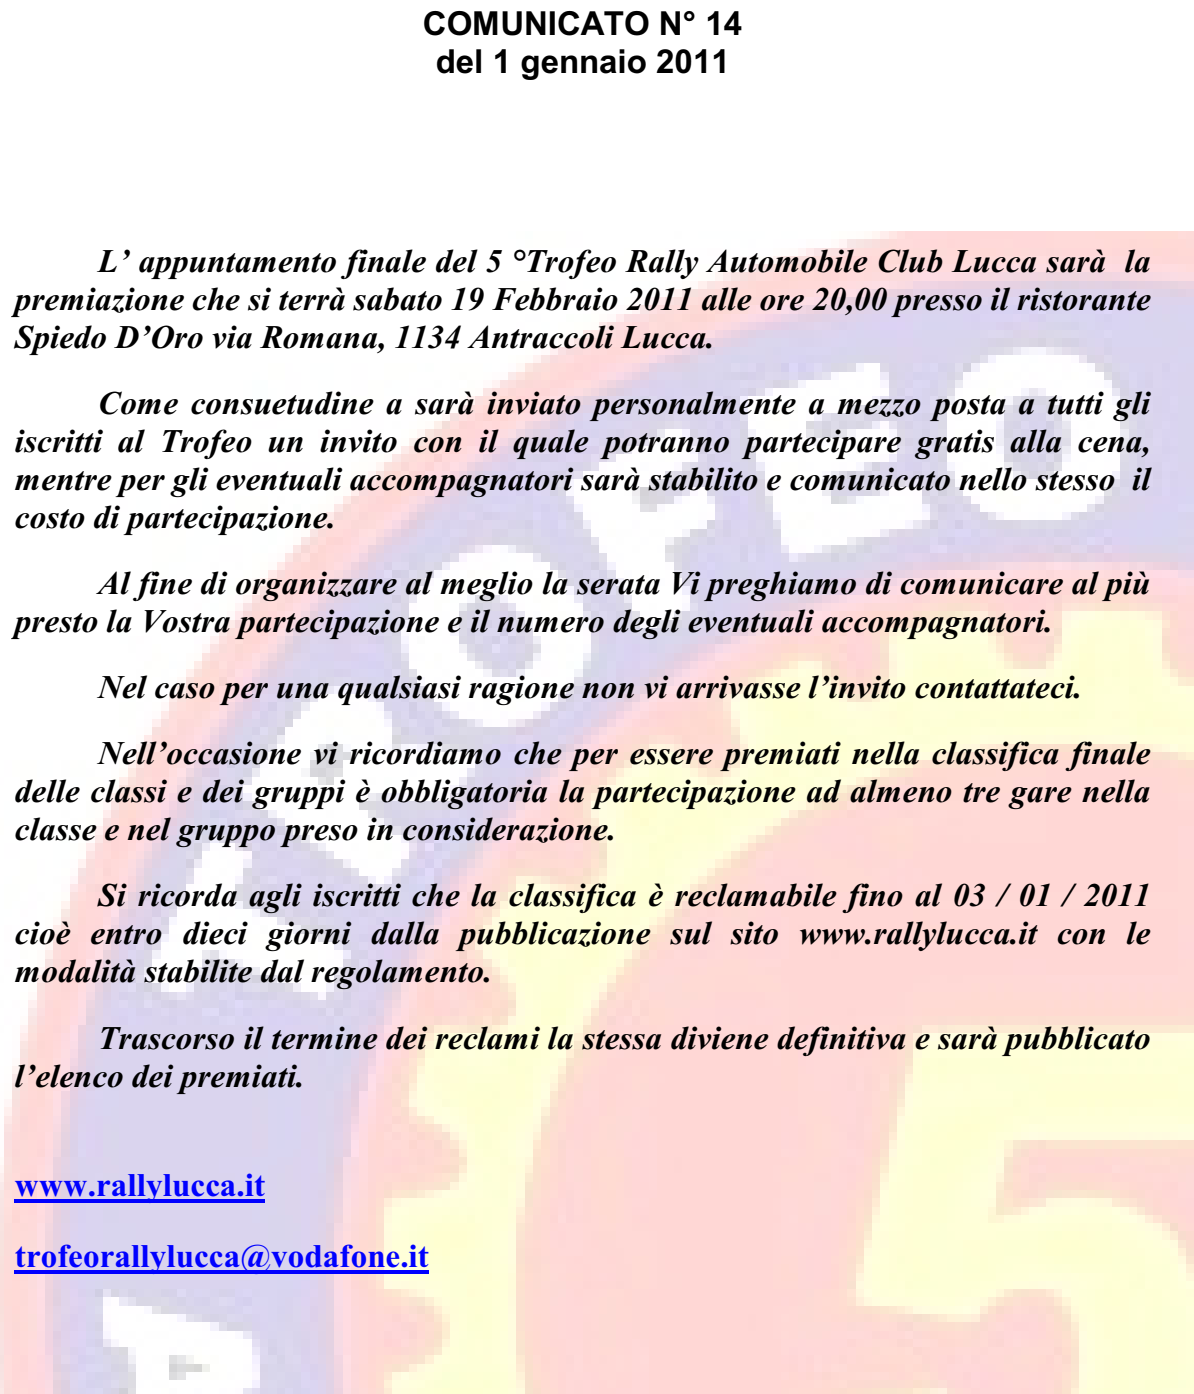 COMUNICATO N° 14
del 1 gennaio 2011
L’ appuntamento finale del 5 °Trofeo Rally Automobile Club Lucca sarà  la
premiazione che si terrà sabato 19 Febbraio 2011 alle ore 20,00 presso il ristorante
Spiedo D’Oro via Romana, 1134 Antraccoli Lucca.
Come consuetudine a sarà inviato personalmente a mezzo posta a tutti gli
iscritti al Trofeo un invito con il quale potranno partecipare gratis alla cena,
mentre per gli eventuali accompagnatori sarà stabilito e comunicato nello stesso  il
costo di partecipazione.
Al fine di organizzare al meglio la serata Vi preghiamo di comunicare al più
presto la Vostra partecipazione e il numero degli eventuali accompagnatori.
Nel caso per una qualsiasi ragione non vi arrivasse l’invito contattateci.
Nell’occasione vi ricordiamo che per essere premiati nella classifica finale
delle classi e dei gruppi è obbligatoria la partecipazione ad almeno tre gare nella
classe e nel gruppo preso in considerazione.
Si ricorda agli iscritti che la classifica è reclamabile fino al 03 / 01 / 2011
cioè entro dieci giorni dalla pubblicazione sul sito www.rallylucca.it con le
modalità stabilite dal regolamento.
Trascorso il termine dei reclami la stessa diviene definitiva e sarà pubblicato
l’elenco dei premiati.
www.rallylucca.it
trofeorallylucca@vodafone.it
TROFEO
5